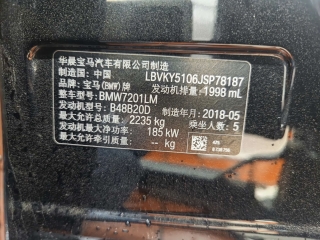 华晨宝马汽车有限公司制造
制造国：中国 LBVKY5106JSP78187
品牌：宝马(BMW)牌 发动机排量：1998 mL
整车型号：BMW7201LM
发动机型号：B48B20D 制造年月：2018-05
最大允许总质量：2235 kg 乘坐人数：5
发动机最大净功率：185 kW
最大允许牵引质量：-- kg